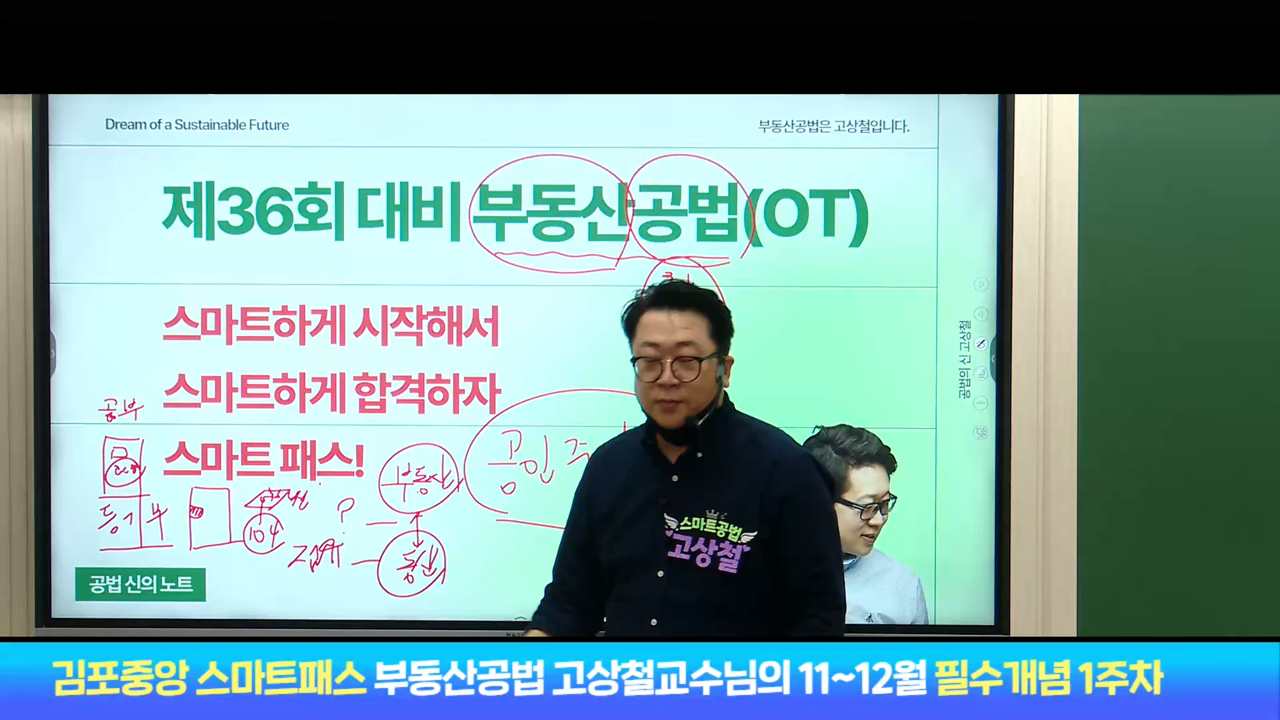 Dream of a Sustainable Future
부동산공법은 고상철입니다.
제36회 대비 부동산공법(OT)
스마트하게 시작해서
스마트하게 합격하자
스마트 패스!
공부
등기부
부동산
공인
?
104
공법의 신 고상철
공법 신의 노트
스마트공법
고상철
김포중앙 스마트패스 부동산공법 고상철교수님의 11~12월 필수개념 1주차